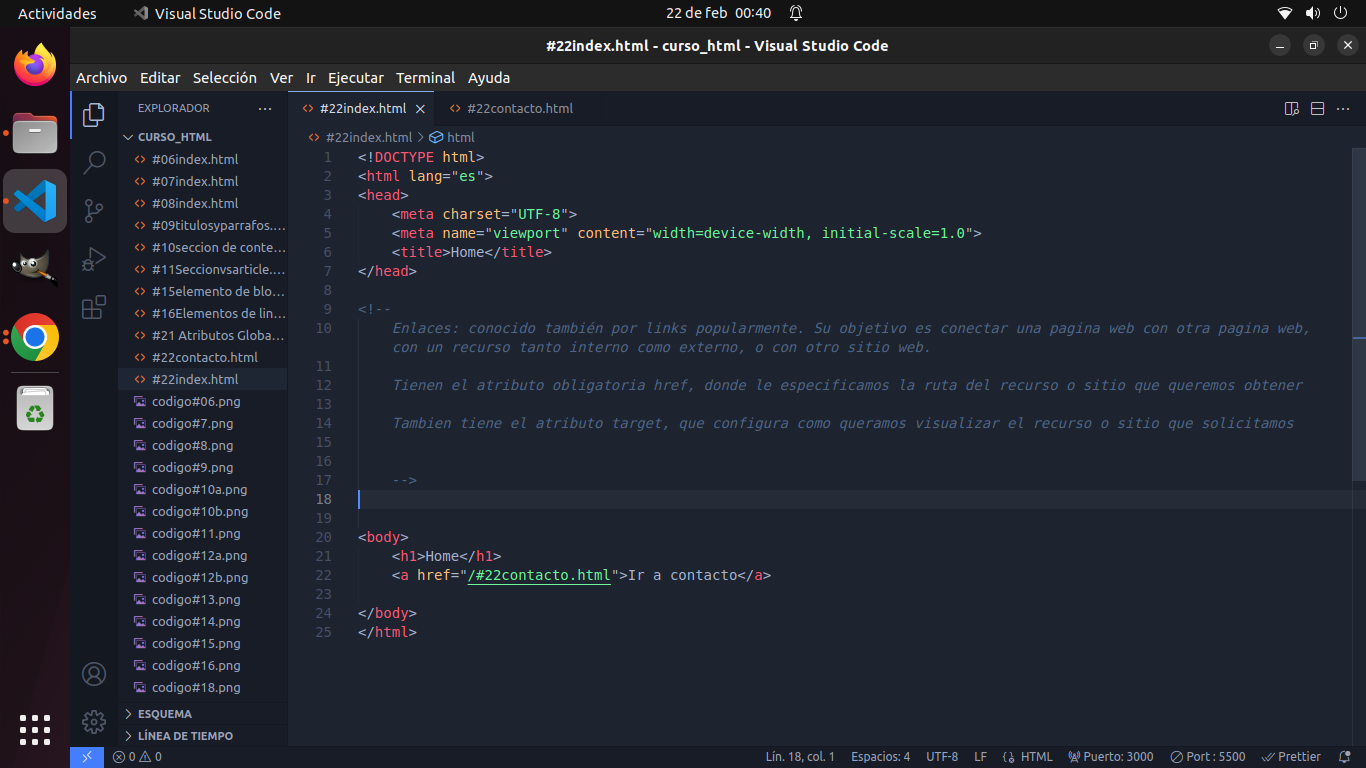 Actividades
Visual Studio Code
22 de feb 00:40
#22index.html - curso_html - Visual Studio Code
Archivo Editar Selección Ver Ir Ejecutar Terminal Ayuda
EXPLORADOR
CURSO_HTML
#06index.html
#07index.html
#08index.html
#09titulosyparrafos....
#10seccion de conte...
#11Seccionvsarticle....
#15elemento de blo...
#16Elementos de lin...
#21 Atributos Globa...
#22contacto.html
#22index.html
codigo#06.png
codigo#7.png
codigo#8.png
codigo#9.png
codigo#10a.png
codigo#10b.png
codigo#11.png
codigo#12a.png
codigo#12b.png
codigo#13.png
codigo#14.png
codigo#15.png
codigo#16.png
codigo#18.png
ESQUEMA
LÍNEA DE TIEMPO
#22index.html
#22contacto.html
#22index.html > html
1 <!DOCTYPE html>
2 <html lang="es">
3 <head>
4 <meta charset="UTF-8">
5 <meta name="viewport" content="width=device-width, initial-scale=1.0">
6 <title>Home</title>
7 </head>
8
9 <!--
10 Enlaces: conocido también por links popularmente. Su objetivo es conectar una pagina web con otra pagina web,
con un recurso tanto interno como externo, o con otro sitio web.
11
12 Tienen el atributo obligatoria href, donde le especificamos la ruta del recurso o sitio que queremos obtener
13
14 Tambien tiene el atributo target, que configura como queramos visualizar el recurso o sitio que solicitamos
15
16
17 -->
18
19
20 <body>
21 <h1>Home</h1>
22 <a href="/#22contacto.html">Ir a contacto</a>
23
24 </body>
25 </html>
0 0
Lín. 18, col. 1
Espacios: 4
UTF-8
LF
HTML
Puerto: 3000
Port : 5500
Prettier